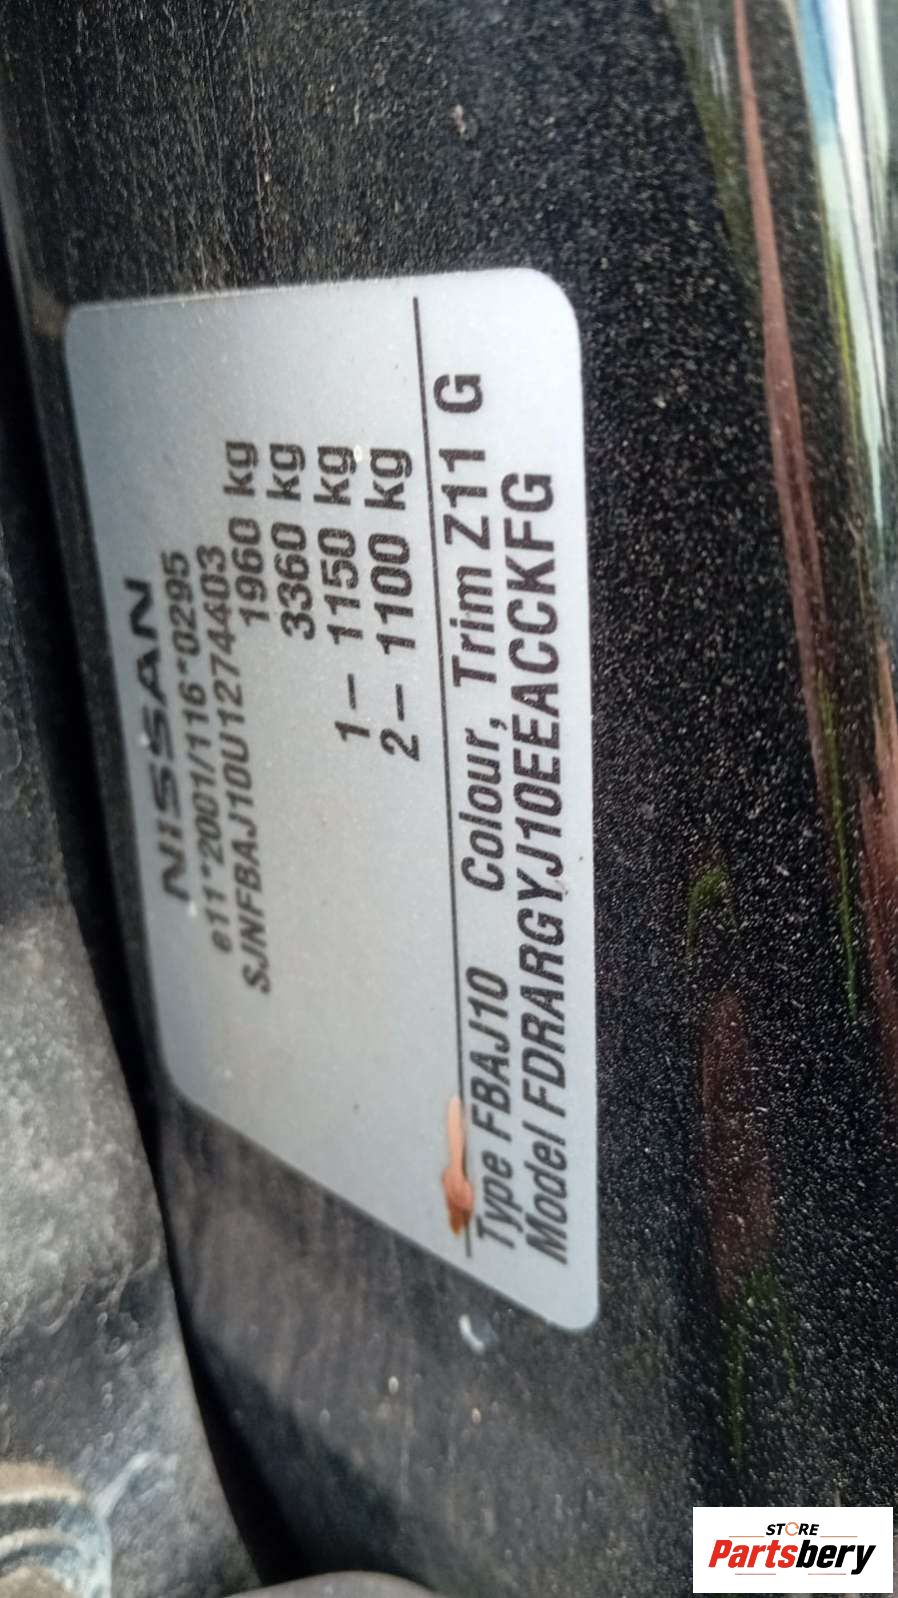 NISSAN
e11*2001/116*0295
SJNFBAJ10U1274403
1960 kg
3360 kg
1– 1150 kg
2– 1100 kg
Type FBAJ10 Colour, Trim Z11 G
Model FDRARGYJ10EEACCKFG
STORE
Partsbery